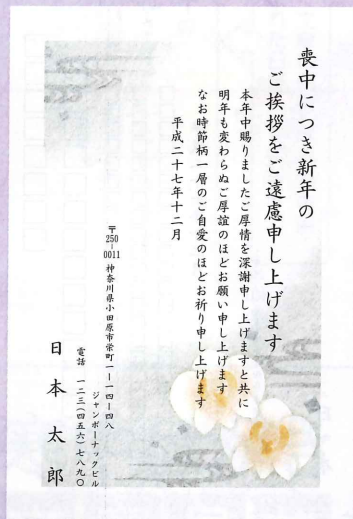 喪中につき新年の
ご挨拶をご遠慮申し上げます
本年中賜りましたご厚情を深謝申し上げますと共に
明年も変わらぬご厚誼のほどお願い申し上げます
なお時節柄一層のご自愛のほどお祈り申し上げます
平成二十七年十二月
〒250-0011 神奈川県小田原市栄町一ー一四ー四八
ジャンボーナックビル
電話 一二三(四五六)七八九〇
日本太郎